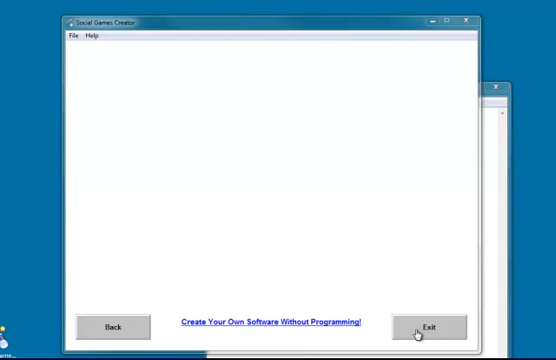 Social Games Creator
File Help
Back
Create Your Own Software Without Programming!
Exit